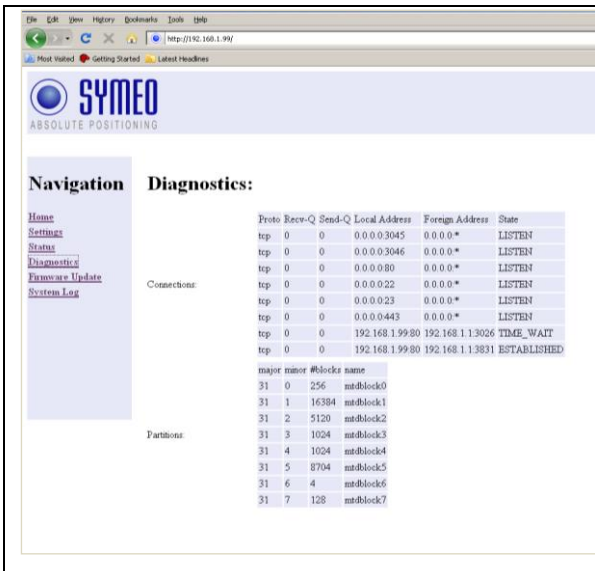 File Edit View History Bookmarks Tools Help
http://192.168.1.99/
Most Visited Getting Started Latest Headlines
SYMEO
ABSOLUTE POSITIONING
Navigation
Home
Settings
Status
Diagnostics
Firmware Update
System Log
Diagnostics:
Connections:
Proto Recv-Q Send-Q Local Address Foreign Address State
tcp 0 0 0.0.0.0:3045 0.0.0.0:* LISTEN
tcp 0 0 0.0.0.0:3046 0.0.0.0:* LISTEN
tcp 0 0 0.0.0.0:80 0.0.0.0:* LISTEN
tcp 0 0 0.0.0.0:22 0.0.0.0:* LISTEN
tcp 0 0 0.0.0.0:23 0.0.0.0:* LISTEN
tcp 0 0 0.0.0.0:443 0.0.0.0:* LISTEN
tcp 0 0 192.168.1.99:80 192.168.1.1:3026 TIME_WAIT
tcp 0 0 192.168.1.99:80 192.168.1.1:3831 ESTABLISHED
Partitions:
major minor #blocks name
31 0 256 mtdblock0
31 1 16384 mtdblock1
31 2 5120 mtdblock2
31 3 1024 mtdblock3
31 4 1024 mtdblock4
31 5 8704 mtdblock5
31 6 4 mtdblock6
31 7 128 mtdblock7